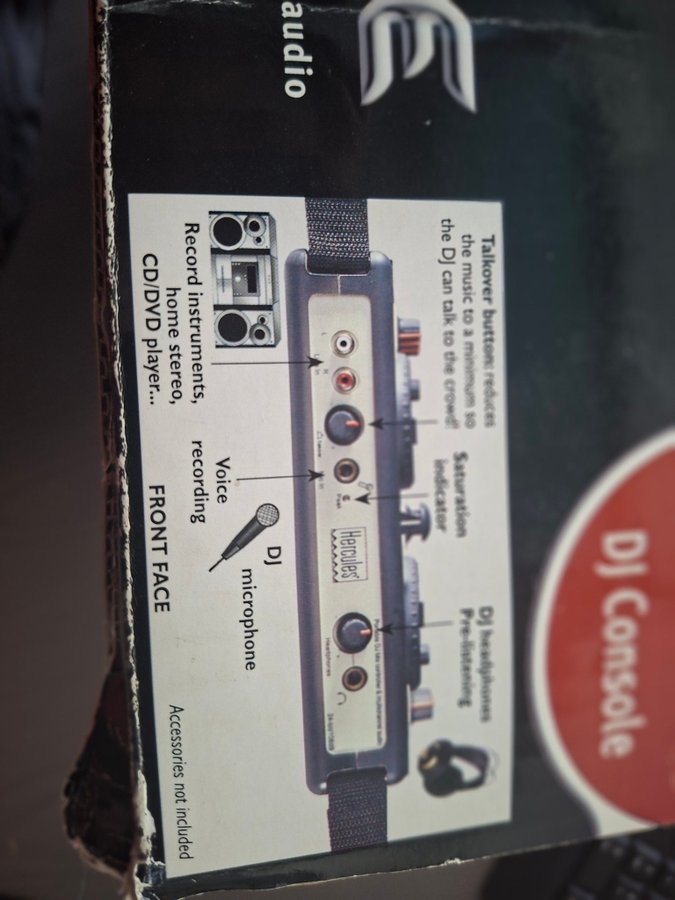 audio
DJ Console
Talkover button: reduces
the music to a minimum so
the DJ can talk to the crowd!
Saturation
indicator
DJ headphones
Pre-listening
L
R
Hercules
Headphones
Record instruments,
home stereo,
CD/DVD player...
Voice
recording
DJ
microphone
FRONT FACE
Accessories not included